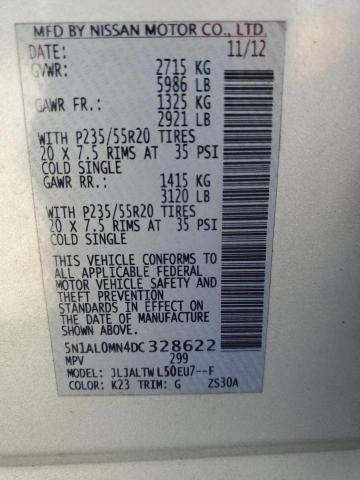 MFD BY NISSAN MOTOR CO., LTD.
DATE: 11/12
GVWR: 2715 KG
5986 LB
GAWR FR.: 1325 KG
2921 LB
WITH P235/55R20 TIRES
20 X 7.5 RIMS AT 35 PSI
COLD SINGLE
GAWR RR.: 1415 KG
3120 LB
WITH P235/55R20 TIRES
20 X 7.5 RIMS AT 35 PSI
COLD SINGLE
THIS VEHICLE CONFORMS TO
ALL APPLICABLE FEDERAL
MOTOR VEHICLE SAFETY
AND THEFT PREVENTION
STANDARDS IN EFFECT ON
THE DATE OF MANUFACTURE
SHOWN ABOVE.
5N1AL0MN4DC328622
MPV 299
MODEL: JLJALTWL50EU7--F
COLOR: K23 TRIM: G ZS30A